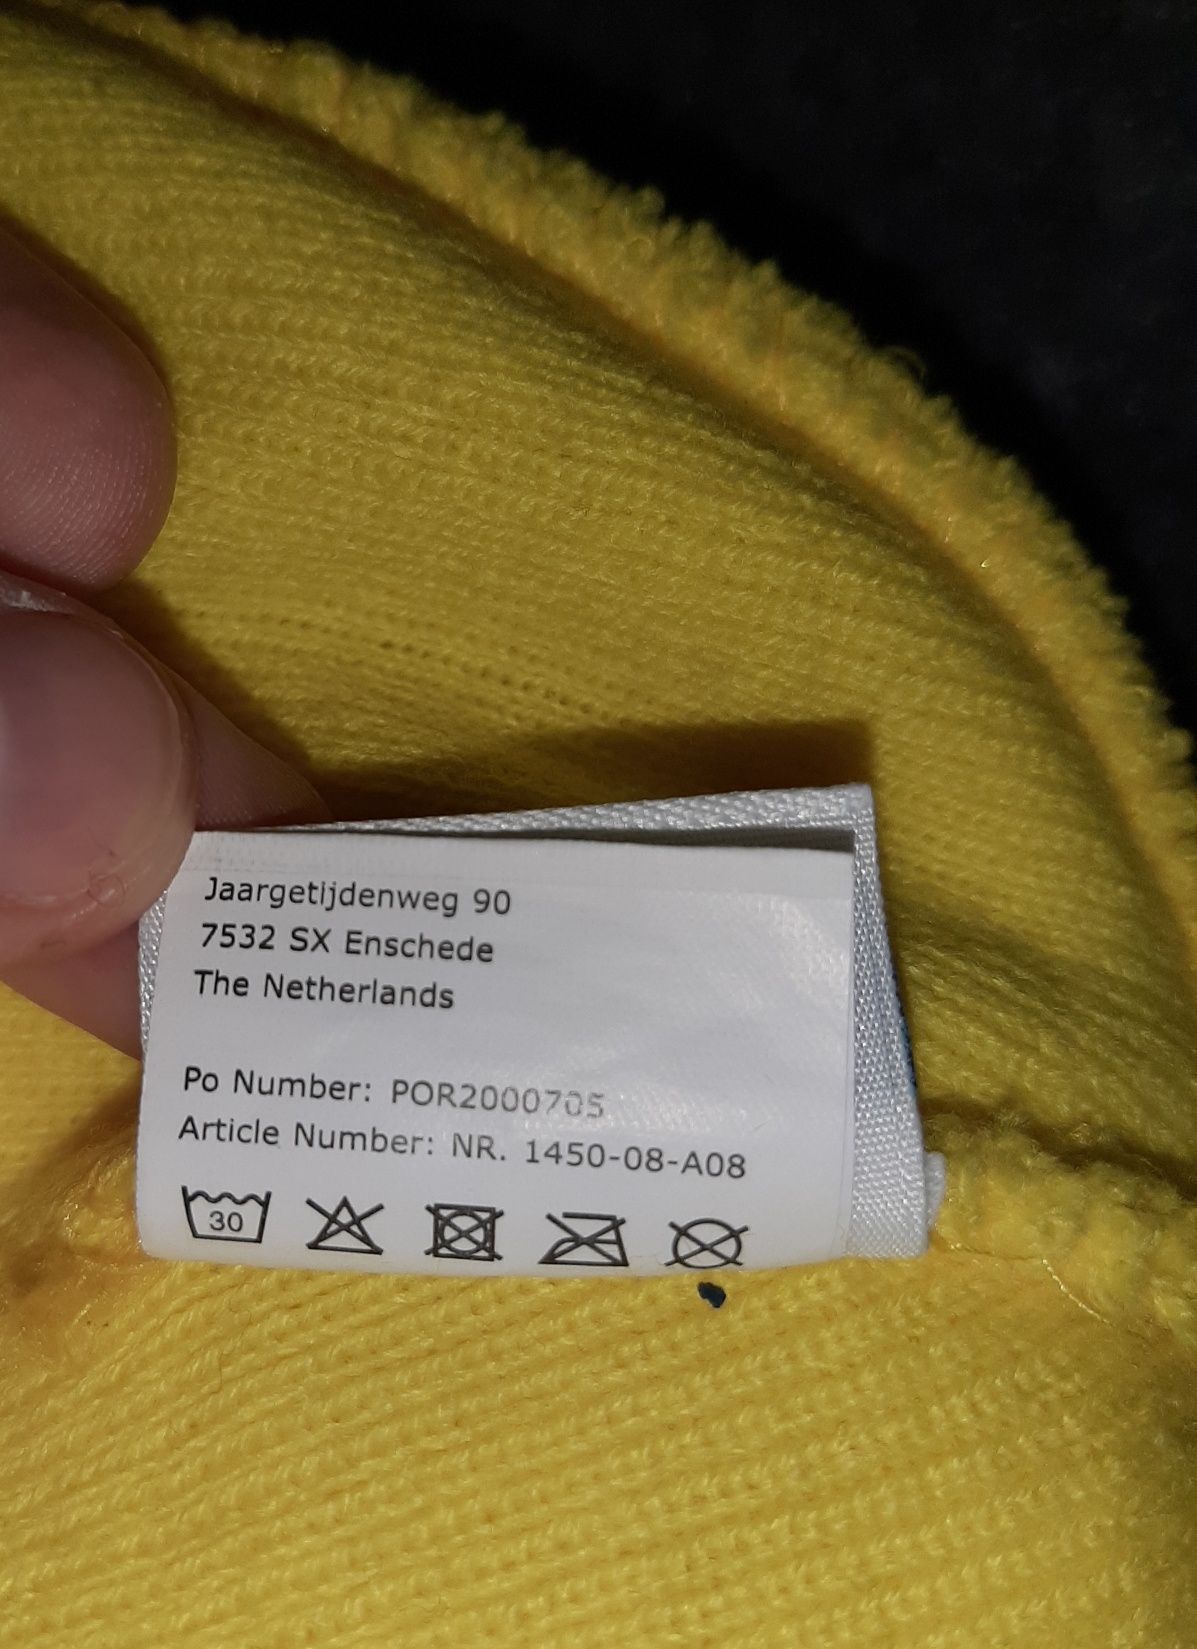 Jaargetijdenweg 90
7532 SX Enschede
The Netherlands
Po Number: POR2000705
Article Number: NR. 1450-08-A08
30